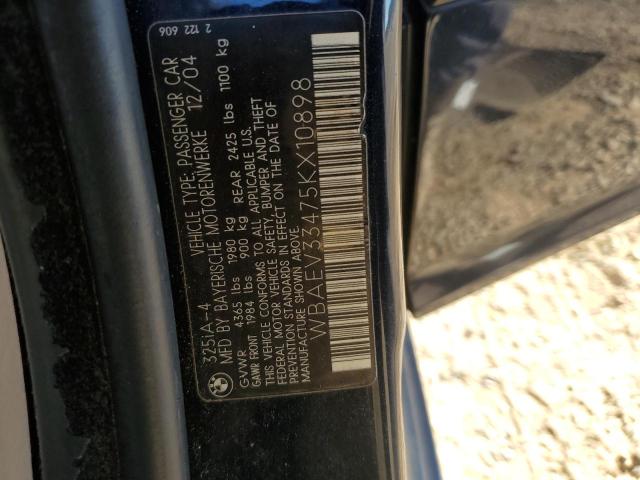 325IA-4 VEHICLE TYPE: PASSENGER CAR
MFD BY BAYERISCHE MOTORENWERKE 12/04
GVWR 4365 lbs 1980 kg
GAWR FRONT 1984 lbs 900 kg REAR 2425 lbs 1100 kg
THIS VEHICLE CONFORMS TO ALL APPLICABLE U.S.
FEDERAL MOTOR VEHICLE SAFETY, BUMPER AND THEFT
PREVENTION STANDARDS IN EFFECT ON THE DATE OF
MANUFACTURE SHOWN ABOVE.
WBAEV33475KX10898
2 122 606